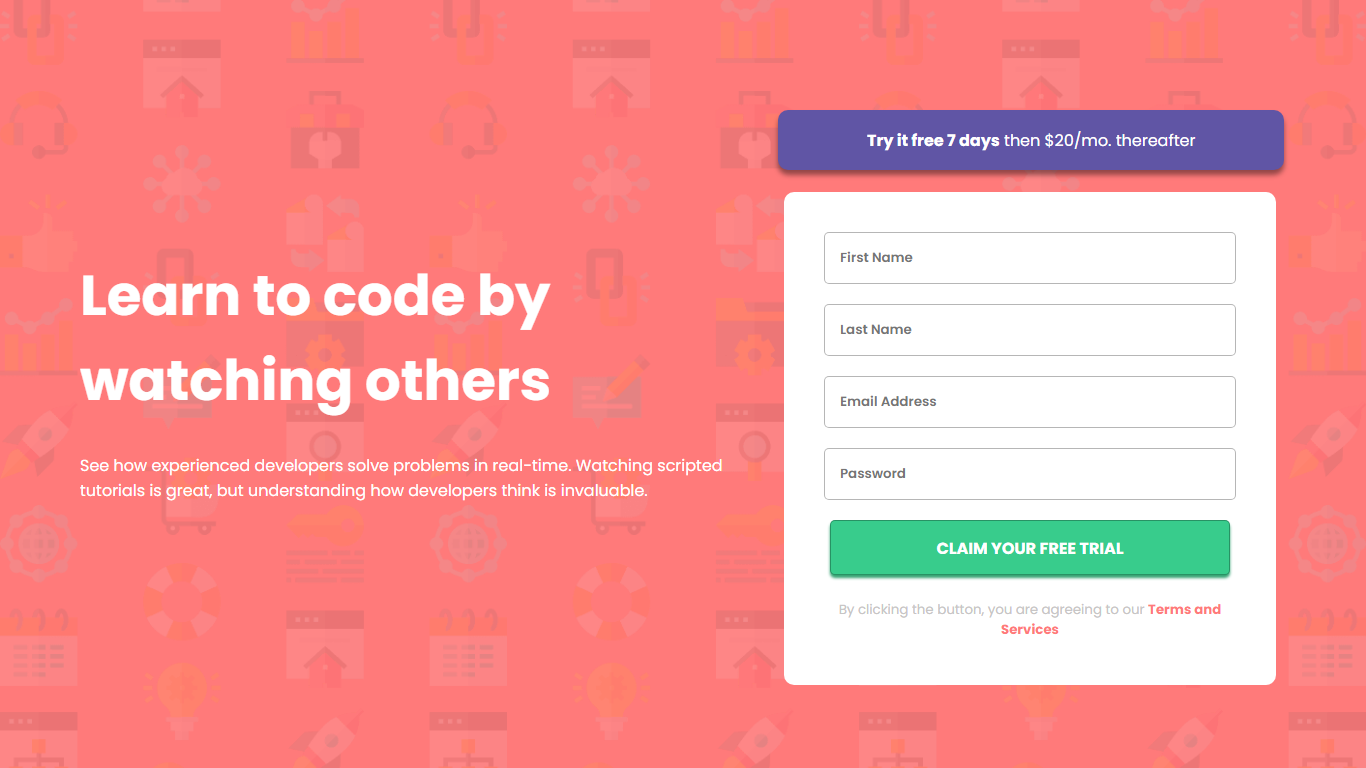 Learn to code by
watching others
See how experienced developers solve problems in real-time. Watching scripted
tutorials is great, but understanding how developers think is invaluable.
Try it free 7 days then $20/mo. thereafter
First Name
Last Name
Email Address
Password
CLAIM YOUR FREE TRIAL
By clicking the button, you are agreeing to our Terms and
Services